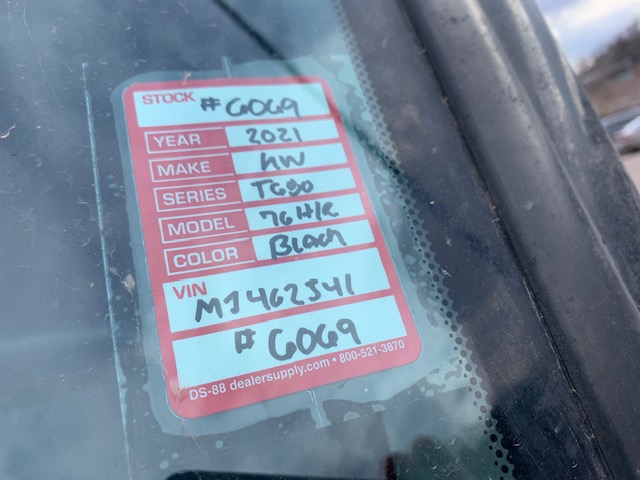 STOCK # 6069
YEAR 2021
MAKE KW
SERIES T680
MODEL 76H/R
COLOR Black
VIN
MJ462541
# 6069
DS-88 dealersupply.com • 800-521-3870